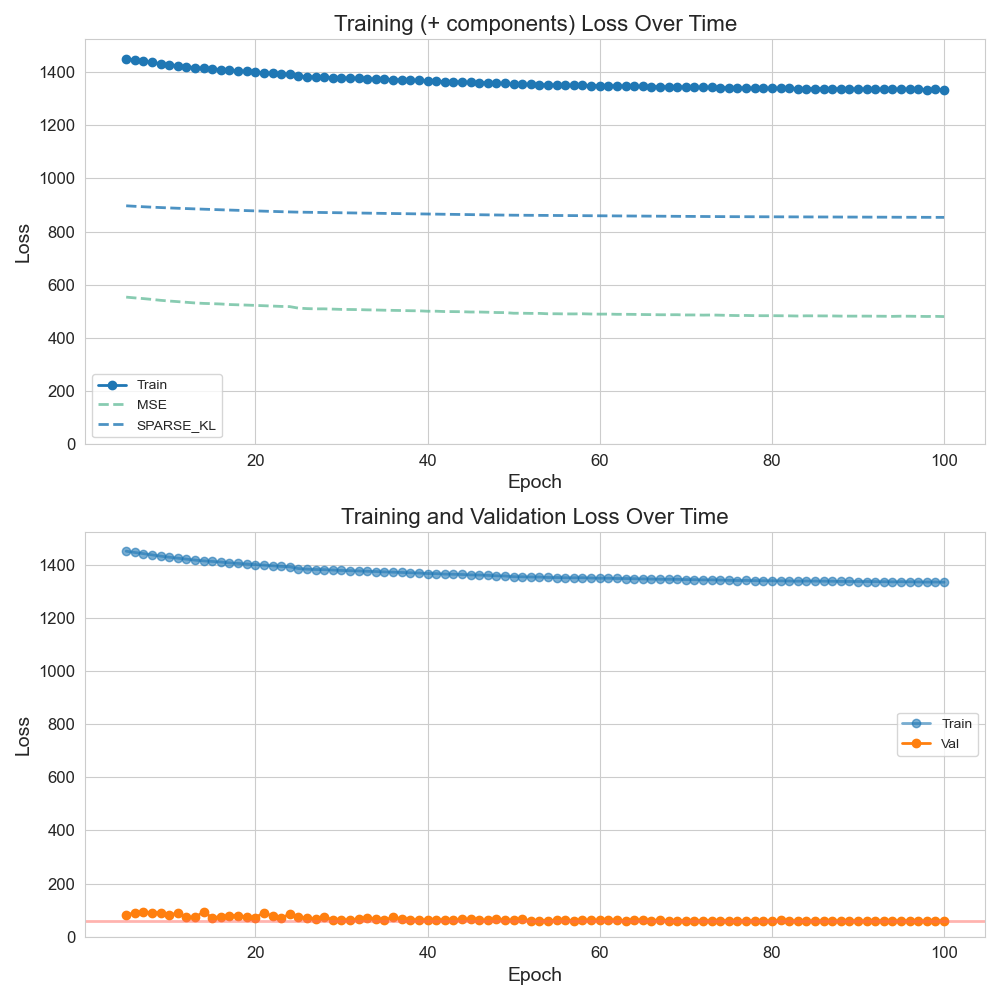 Training (+ components) Loss Over Time
Loss
1400
1200
1000
800
600
400
200
0
Train
MSE
SPARSE_KL
20 40 60 80 100
Epoch
Training and Validation Loss Over Time
Loss
1400
1200
1000
800
600
400
200
0
Train
Val
20 40 60 80 100
Epoch